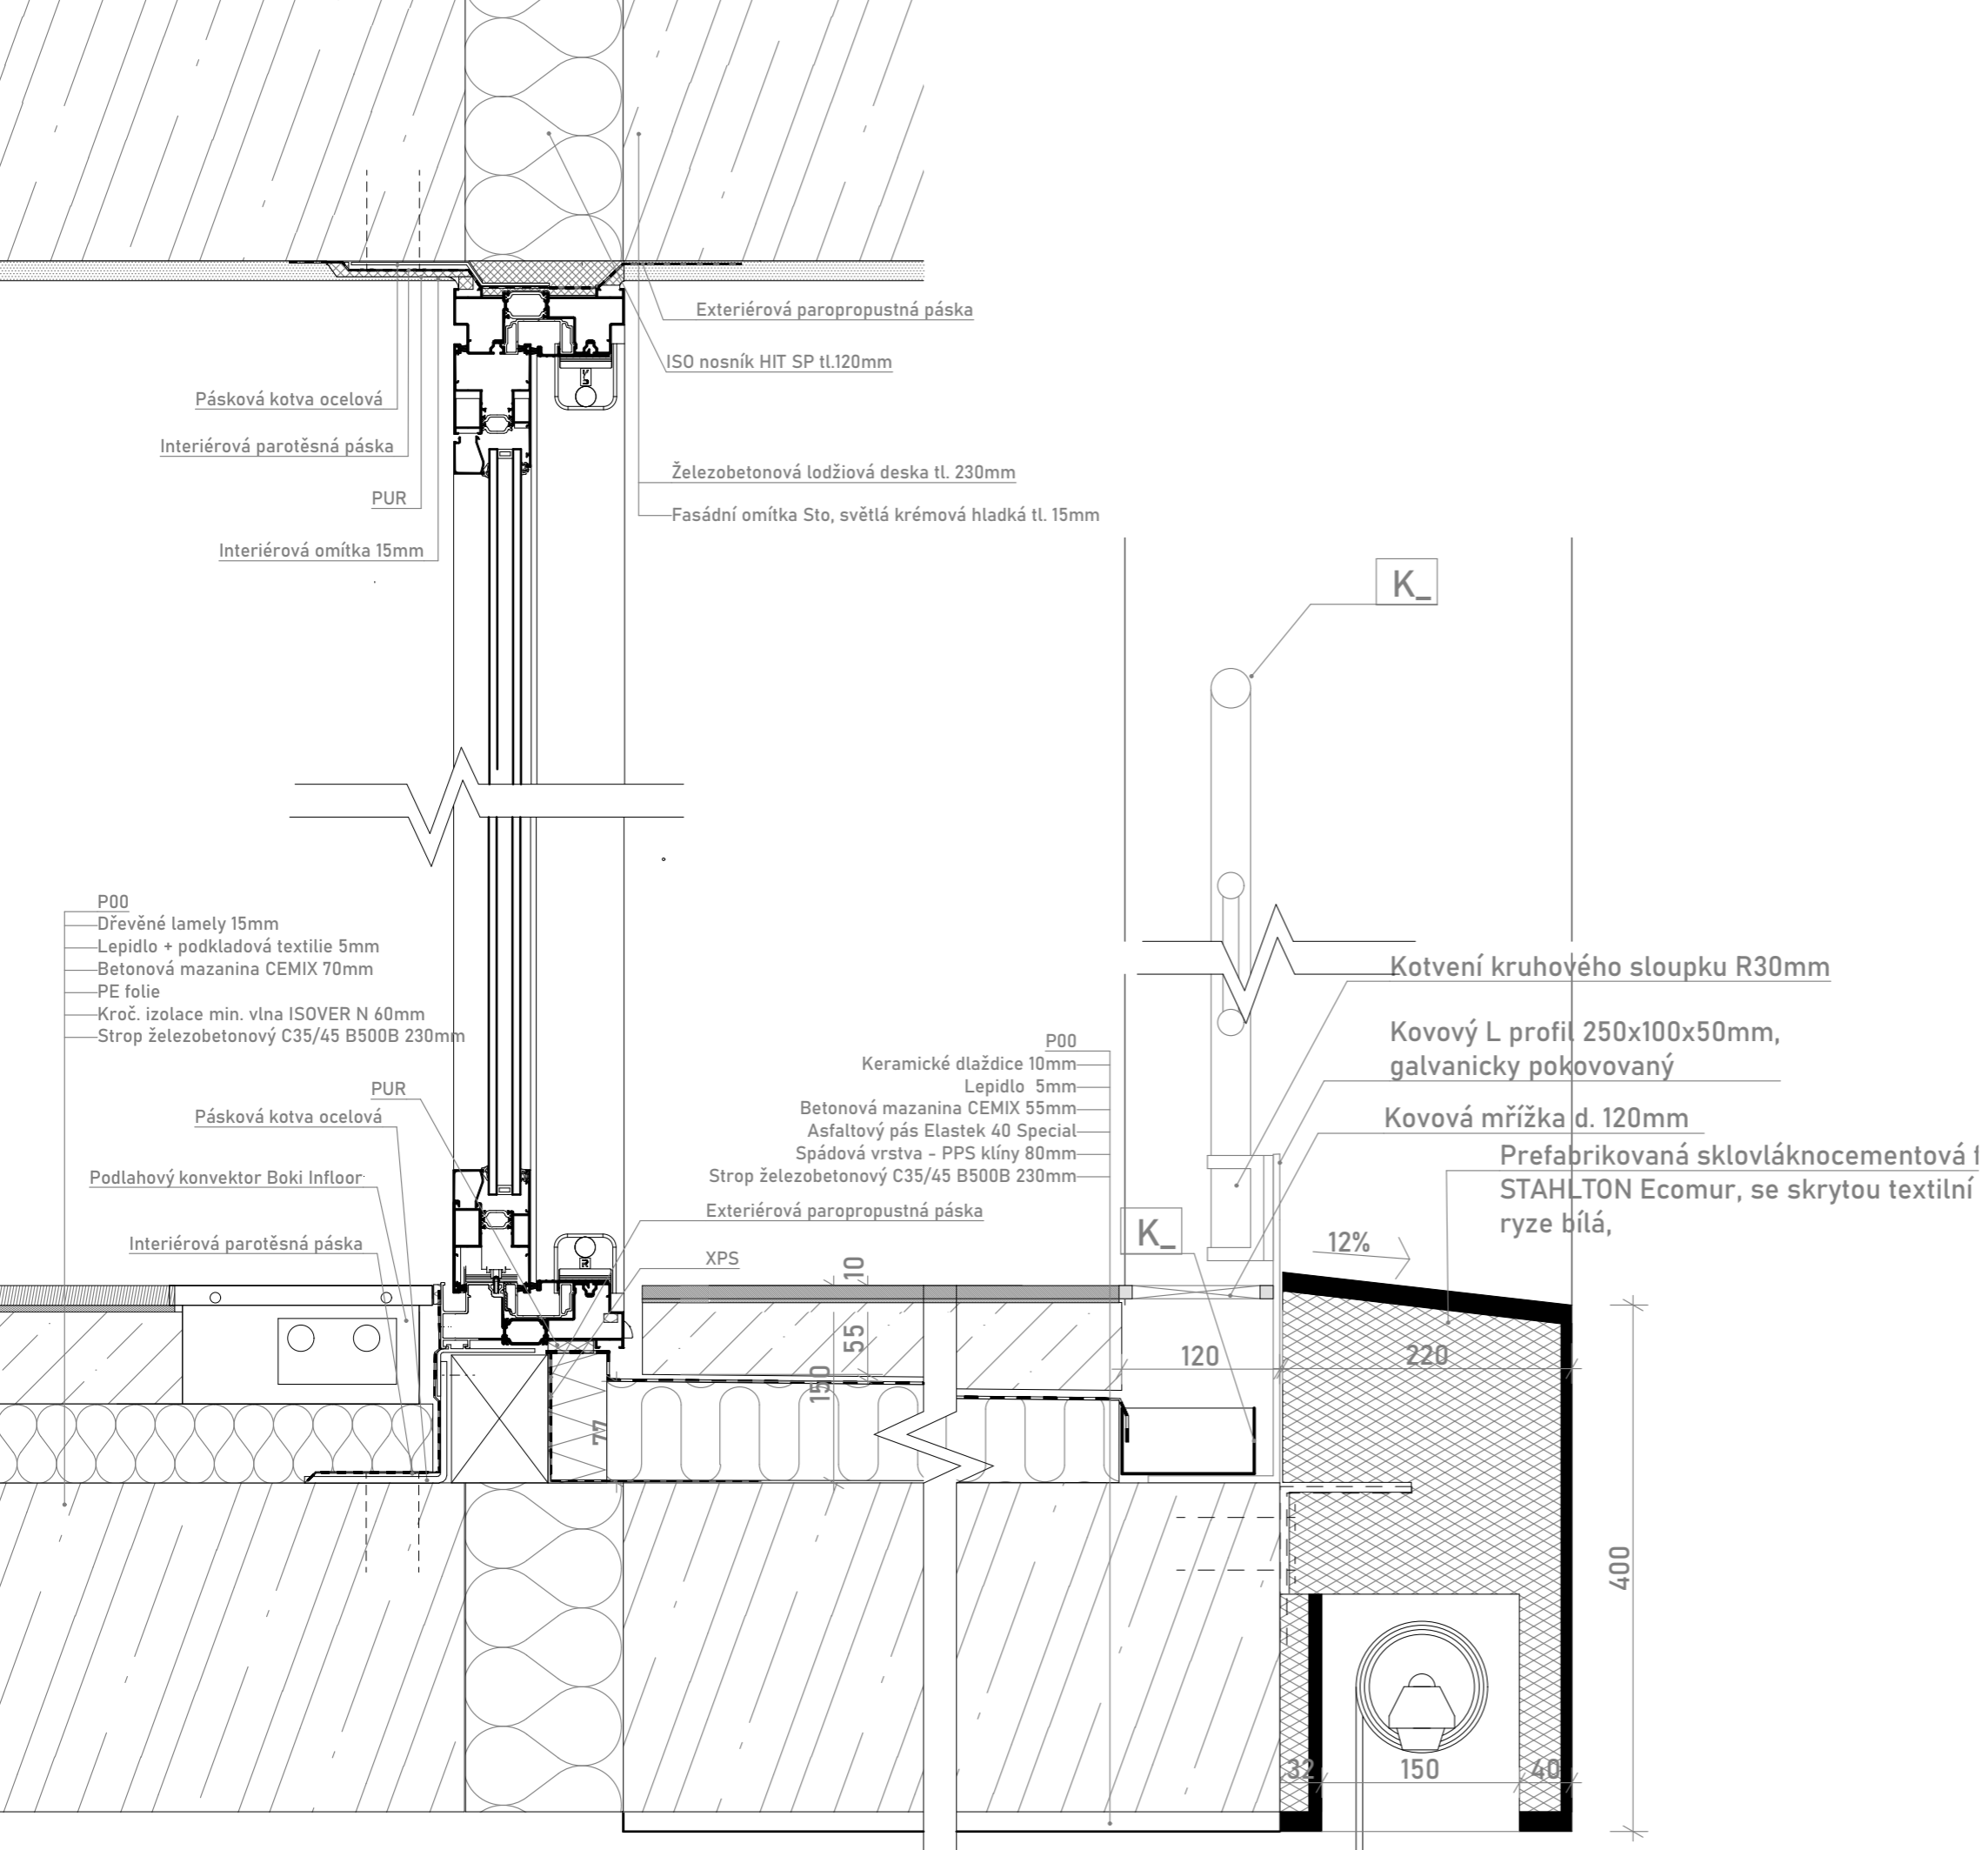 Exteriérová paropropustná páska
ISO nosník HIT SP tl.120mm
Pásková kotva ocelová
Interiérová parotěsná páska
PUR
Interiérová omítka 15mm
Železobetonová lodžiová deska tl. 230mm
Fasádní omítka Sto, světlá krémová hladká tl. 15mm
K_
P00
Dřevěné lamely 15mm
Lepidlo + podkladová textilie 5mm
Betonová mazanina CEMIX 70mm
PE folie
Kroč. izolace min. vlna ISOVER N 60mm
Strop železobetonový C35/45 B500B 230mm
PUR
Pásková kotva ocelová
Podlahový konvektor Boki Infloor
Interiérová parotěsná páska
P00
Keramické dlaždice 10mm
Lepidlo 5mm
Betonová mazanina CEMIX 55mm
Asfaltový pás Elastek 40 Special
Spádová vrstva - PPS klíny 80mm
Strop železobetonový C35/45 B500B 230mm
Exteriérová paropropustná páska
XPS
Kotvení kruhového sloupku R30mm
Kovový L profil 250x100x50mm,
galvanicky pokovovaný
Kovová mřížka d. 120mm
Prefabrikovaná sklovláknocementová
STAHLTON Ecomur, se skrytou textilní
ryze bílá,
K_
12%
10
55
150
77
120
220
400
32
150
40